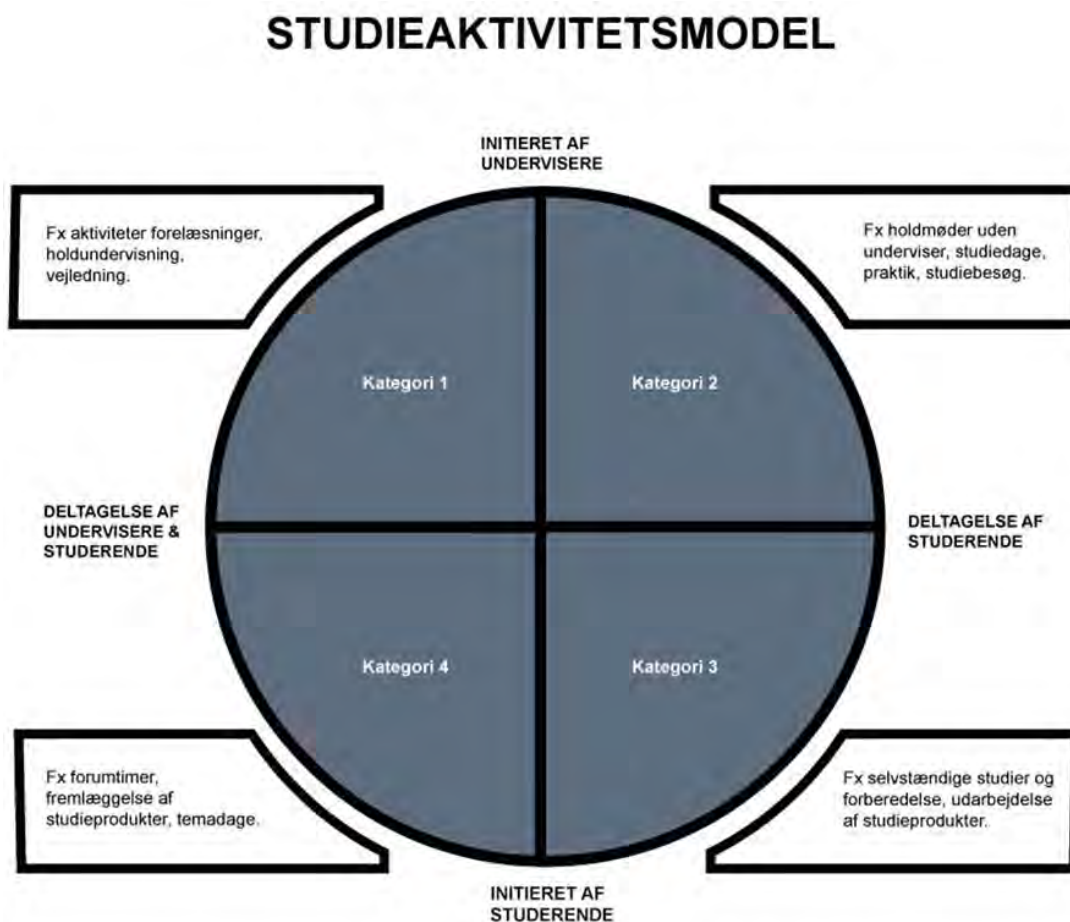 STUDIEAKTIVITETSMODEL
INITIERET AF
UNDERVISERE
Fx aktiviteter forelæsninger,
holdundervisning,
vejledning.
Fx holdmøder uden
underviser, studiedage,
praktik, studiebesøg.
Kategori 1
Kategori 2
DELTAGELSE AF
UNDERVISERE &
STUDERENDE
DELTAGELSE AF
STUDERENDE
Kategori 4
Kategori 3
Fx forumtimer,
fremlæggelse af
studieprodukter, temadage.
Fx selvstændige studier og
forberedelse, udarbejdelse
af studieprodukter.
INITIERET AF
STUDERENDE